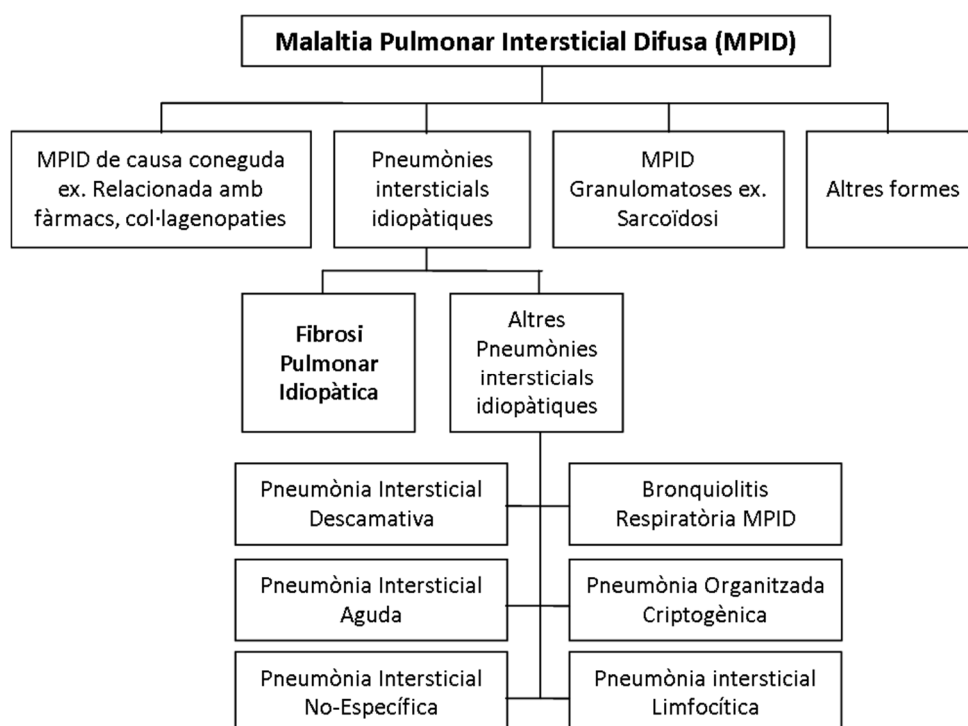 Malaltia Pulmonar Intersticial Difusa (MPID)
MPID de causa coneguda
ex. Relacionada amb
fàrmacs, col·lagenopaties
Pneumònies
intersticials
idiopàtiques
MPID
Granulomatoses ex.
Sarcoïdosi
Altres formes
Fibrosi
Pulmonar
Idiopàtica
Altres
Pneumònies
intersticials
idiopàtiques
Pneumònia Intersticial
Descamativa
Bronquiolitis
Respiratòria MPID
Pneumònia Intersticial
Aguda
Pneumònia Organitzada
Criptogènica
Pneumònia Intersticial
No-Específica
Pneumònia intersticial
Limfocítica